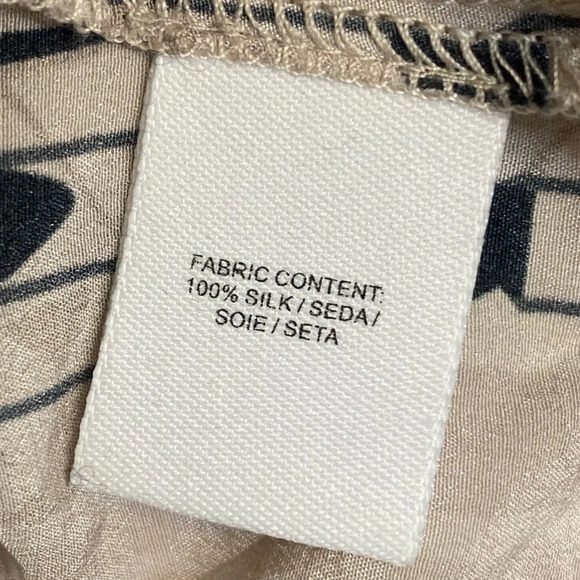 FABRIC CONTENT:
100% SILK / SEDA /
SOIE / SETA